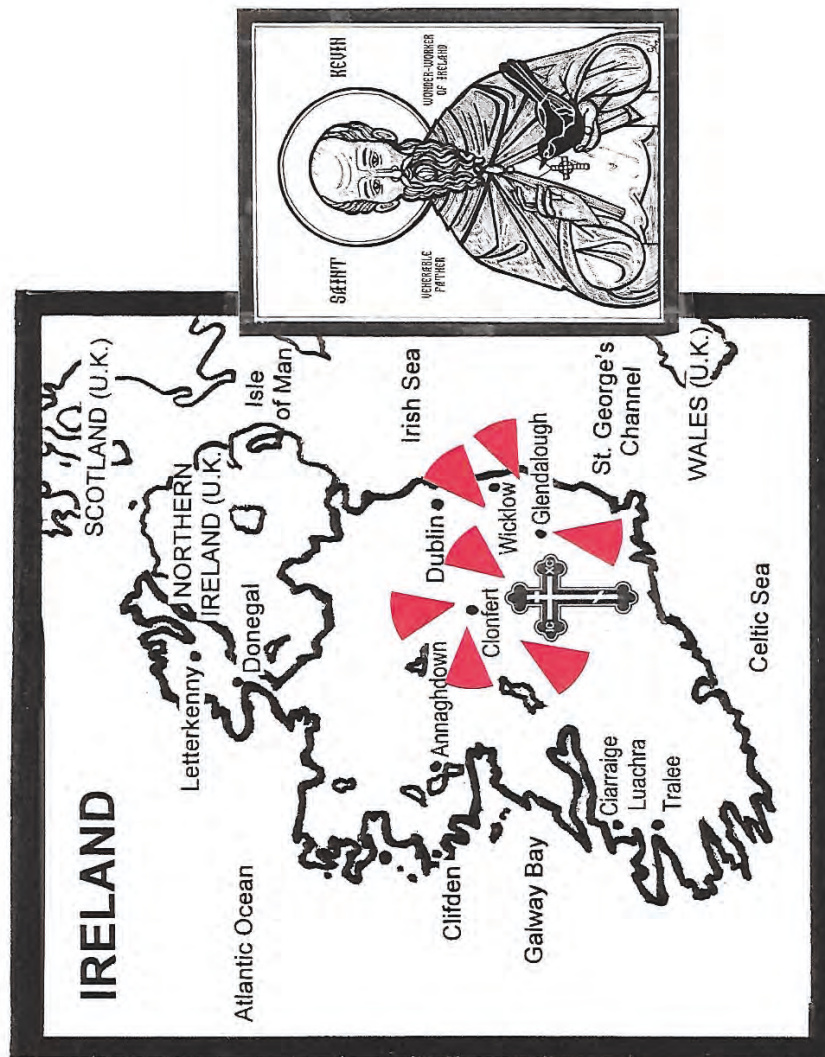 IRELAND
SCOTLAND (U.K.)
NORTHERN
IRELAND (U.K.)
Isle
of Man
Letterkenny
Donegal
Atlantic Ocean
Irish Sea
Dublin
Annaghdown
Clonfert
Wicklow
Glendalough
Clifden
Galway Bay
Ciarraige
Luachra
Tralee
St. George's
Channel
WALES (U.K.)
Celtic Sea
IC
XC
SAINT KEVIN
VENERABLE
FATHER
WONDER-WORKER
OF IRELAND